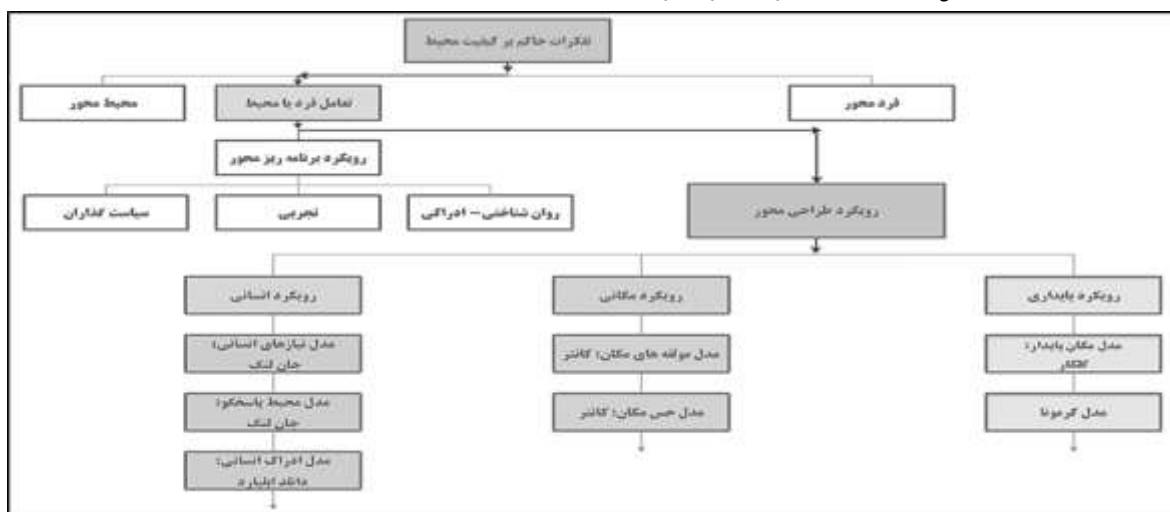 تفکرات حاکم بر کیفیت محیط
فرد محور
تعامل فرد با محیط
محیط محور
رویکرد برنامه ریز محور
روان شناختی – ادراکی
تجربی
سیاست گذاران
رویکرد طراحی محور
رویکرد پایداری
رویکرد مکانی
رویکرد انسانی
مدل مکان پایدار:
مدل مولفه های مکان: کانتر
مدل نیازهای انسانی:
جان لنگ
مدل کرمونا
مدل حس مکان: کانتر
مدل محیط پاسخگو:
جان لنگ
مدل ادراک انسانی:
دانلد اپلیارد